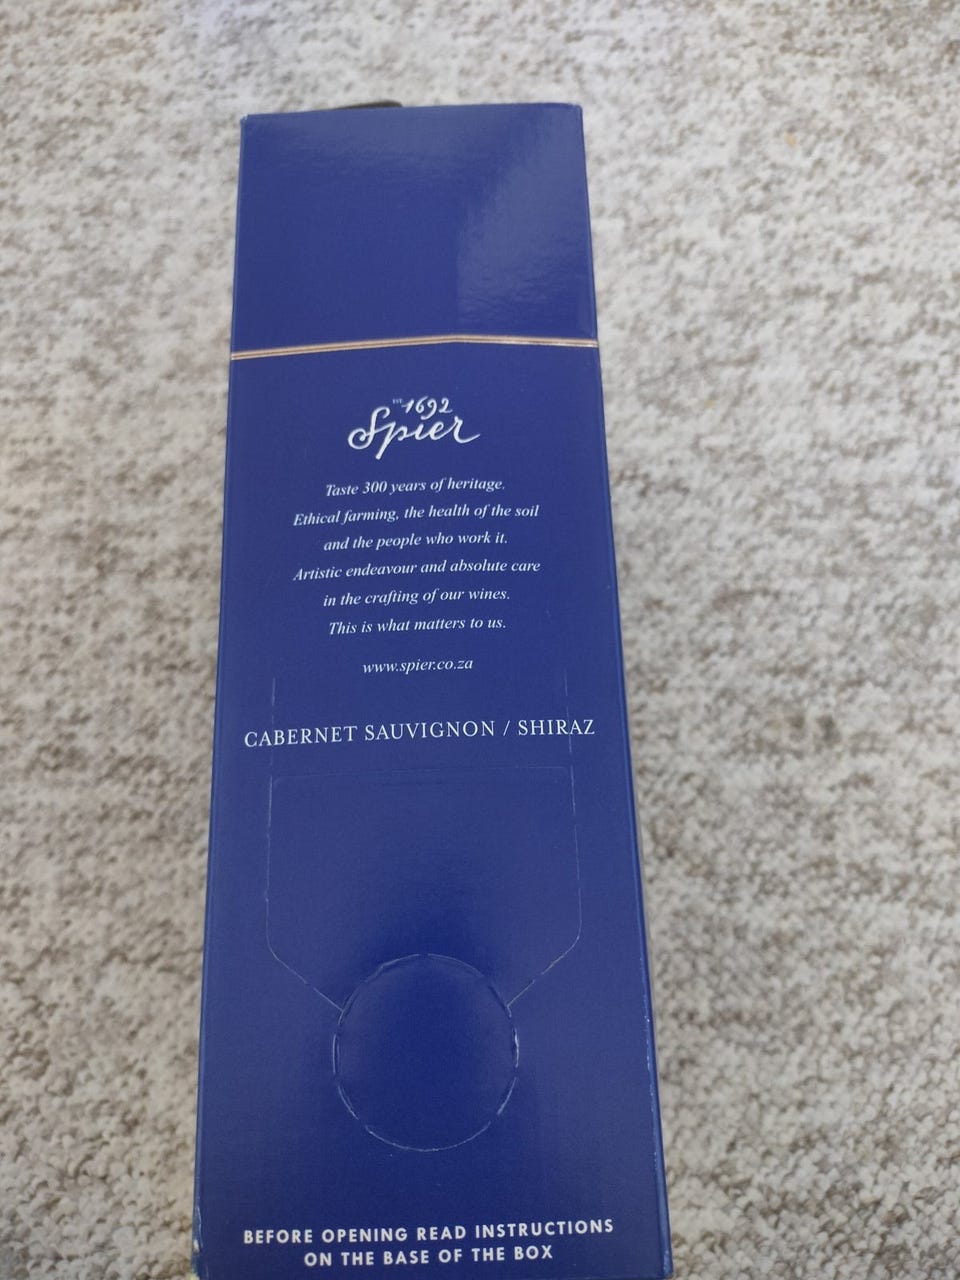 EST 1692
Spier
Taste 300 years of heritage.
Ethical farming, the health of the soil
and the people who work it.
Artistic endeavour and absolute care
in the crafting of our wines.
This is what matters to us.
www.spier.co.za
CABERNET SAUVIGNON / SHIRAZ
BEFORE OPENING READ INSTRUCTIONS
ON THE BASE OF THE BOX